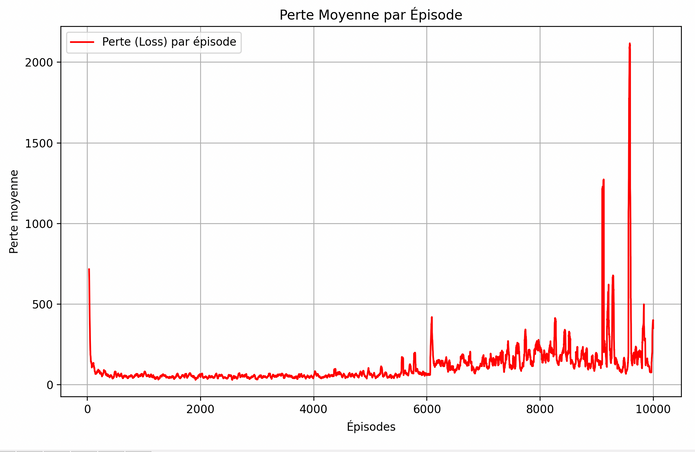 Perte Moyenne par Épisode
Perte (Loss) par épisode
Perte moyenne
2000
1500
1000
500
0
0 2000 4000 6000 8000 10000
Épisodes